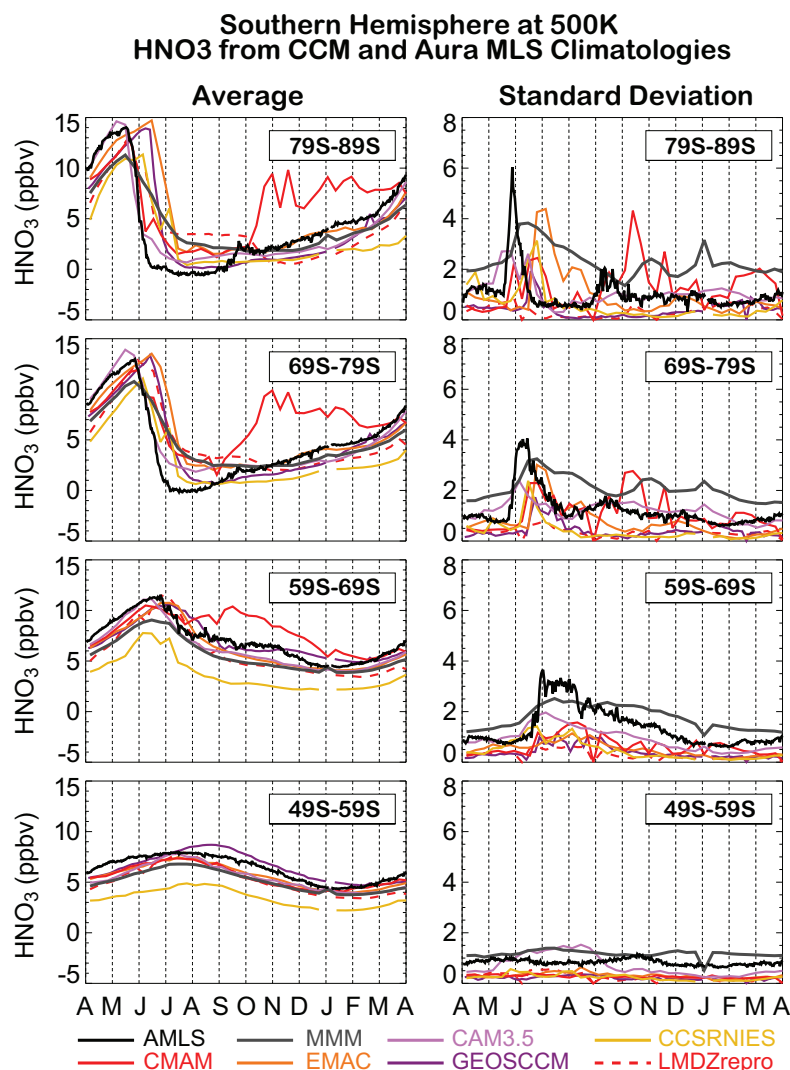 Southern Hemisphere at 500K
HNO3 from CCM and Aura MLS Climatologies
Average
Standard Deviation
HNO3 (ppbv)
15
10
5
0
-5
79S-89S
8
6
4
2
0
79S-89S
HNO3 (ppbv)
15
10
5
0
-5
69S-79S
8
6
4
2
0
69S-79S
HNO3 (ppbv)
15
10
5
0
-5
59S-69S
8
6
4
2
0
59S-69S
HNO3 (ppbv)
15
10
5
0
-5
49S-59S
8
6
4
2
0
49S-59S
A M J J A S O N D J F M A
A M J J A S O N D J F M A
AMLS MMM CAM3.5 CCSRNIES
CMAM EMAC GEOSCCM LMDZrepro